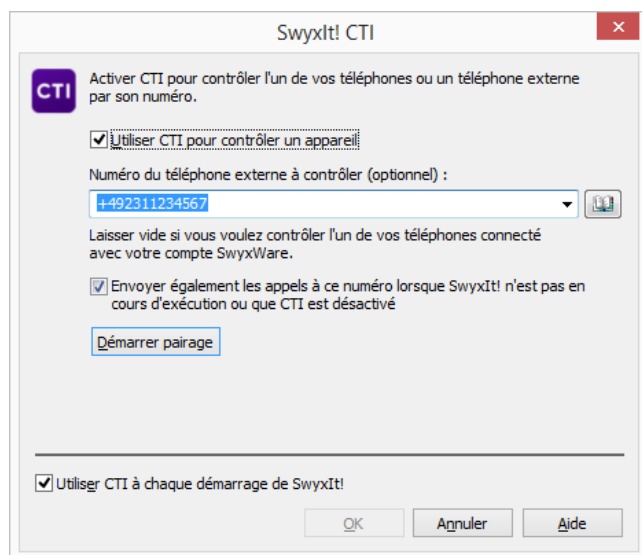 SwyxIt! CTI
CTI
Activer CTI pour contrôler l'un de vos téléphones ou un téléphone externe
par son numéro.
Utiliser CTI pour contrôler un appareil
Numéro du téléphone externe à contrôler (optionnel) :
+492311234567
Laisser vide si vous voulez contrôler l'un de vos téléphones connecté
avec votre compte SwyxWare.
Envoyer également les appels à ce numéro lorsque SwyxIt! n'est pas en
cours d'exécution ou que CTI est désactivé
Démarrer pairage
Utiliser CTI à chaque démarrage de SwyxIt!
OK
Annuler
Aide